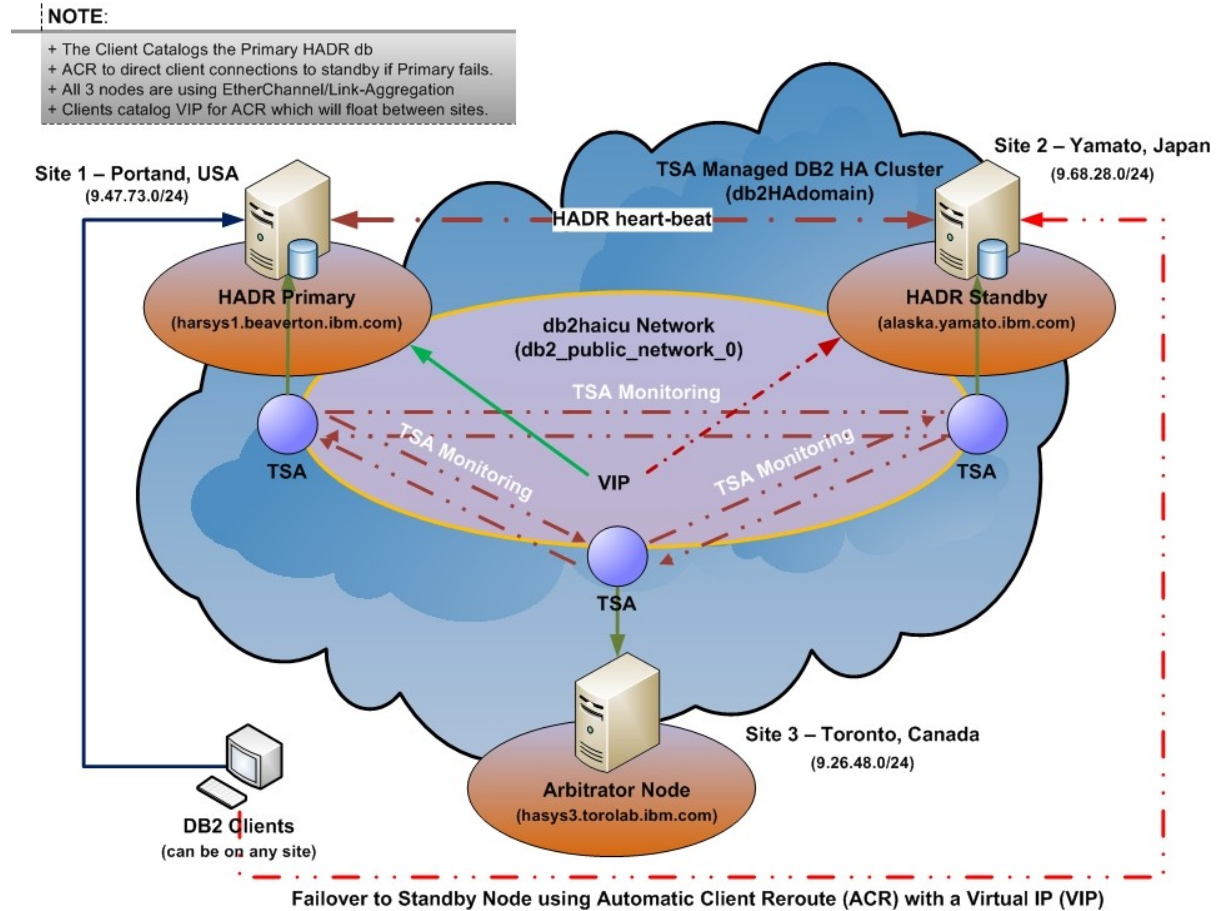 NOTE:
+ The Client Catalogs the Primary HADR db
+ ACR to direct client connections to standby if Primary fails.
+ All 3 nodes are using EtherChannel/Link-Aggregation
+ Clients catalog VIP for ACR which will float between sites.
Site 1 – Portand, USA
(9.47.73.0/24)
TSA Managed DB2 HA Cluster
(db2HAdomain)
Site 2 – Yamato, Japan
(9.68.28.0/24)
HADR heart-beat
HADR Primary
(harsys1.beaverton.ibm.com)
HADR Standby
(alaska.yamato.ibm.com)
db2haicu Network
(db2_public_network_0)
TSA Monitoring
TSA Monitoring
TSA Monitoring
TSA
VIP
TSA
TSA
Site 3 – Toronto, Canada
(9.26.48.0/24)
Arbitrator Node
(hasys3.torolab.ibm.com)
DB2 Clients
(can be on any site)
Failover to Standby Node using Automatic Client Reroute (ACR) with a Virtual IP (VIP)